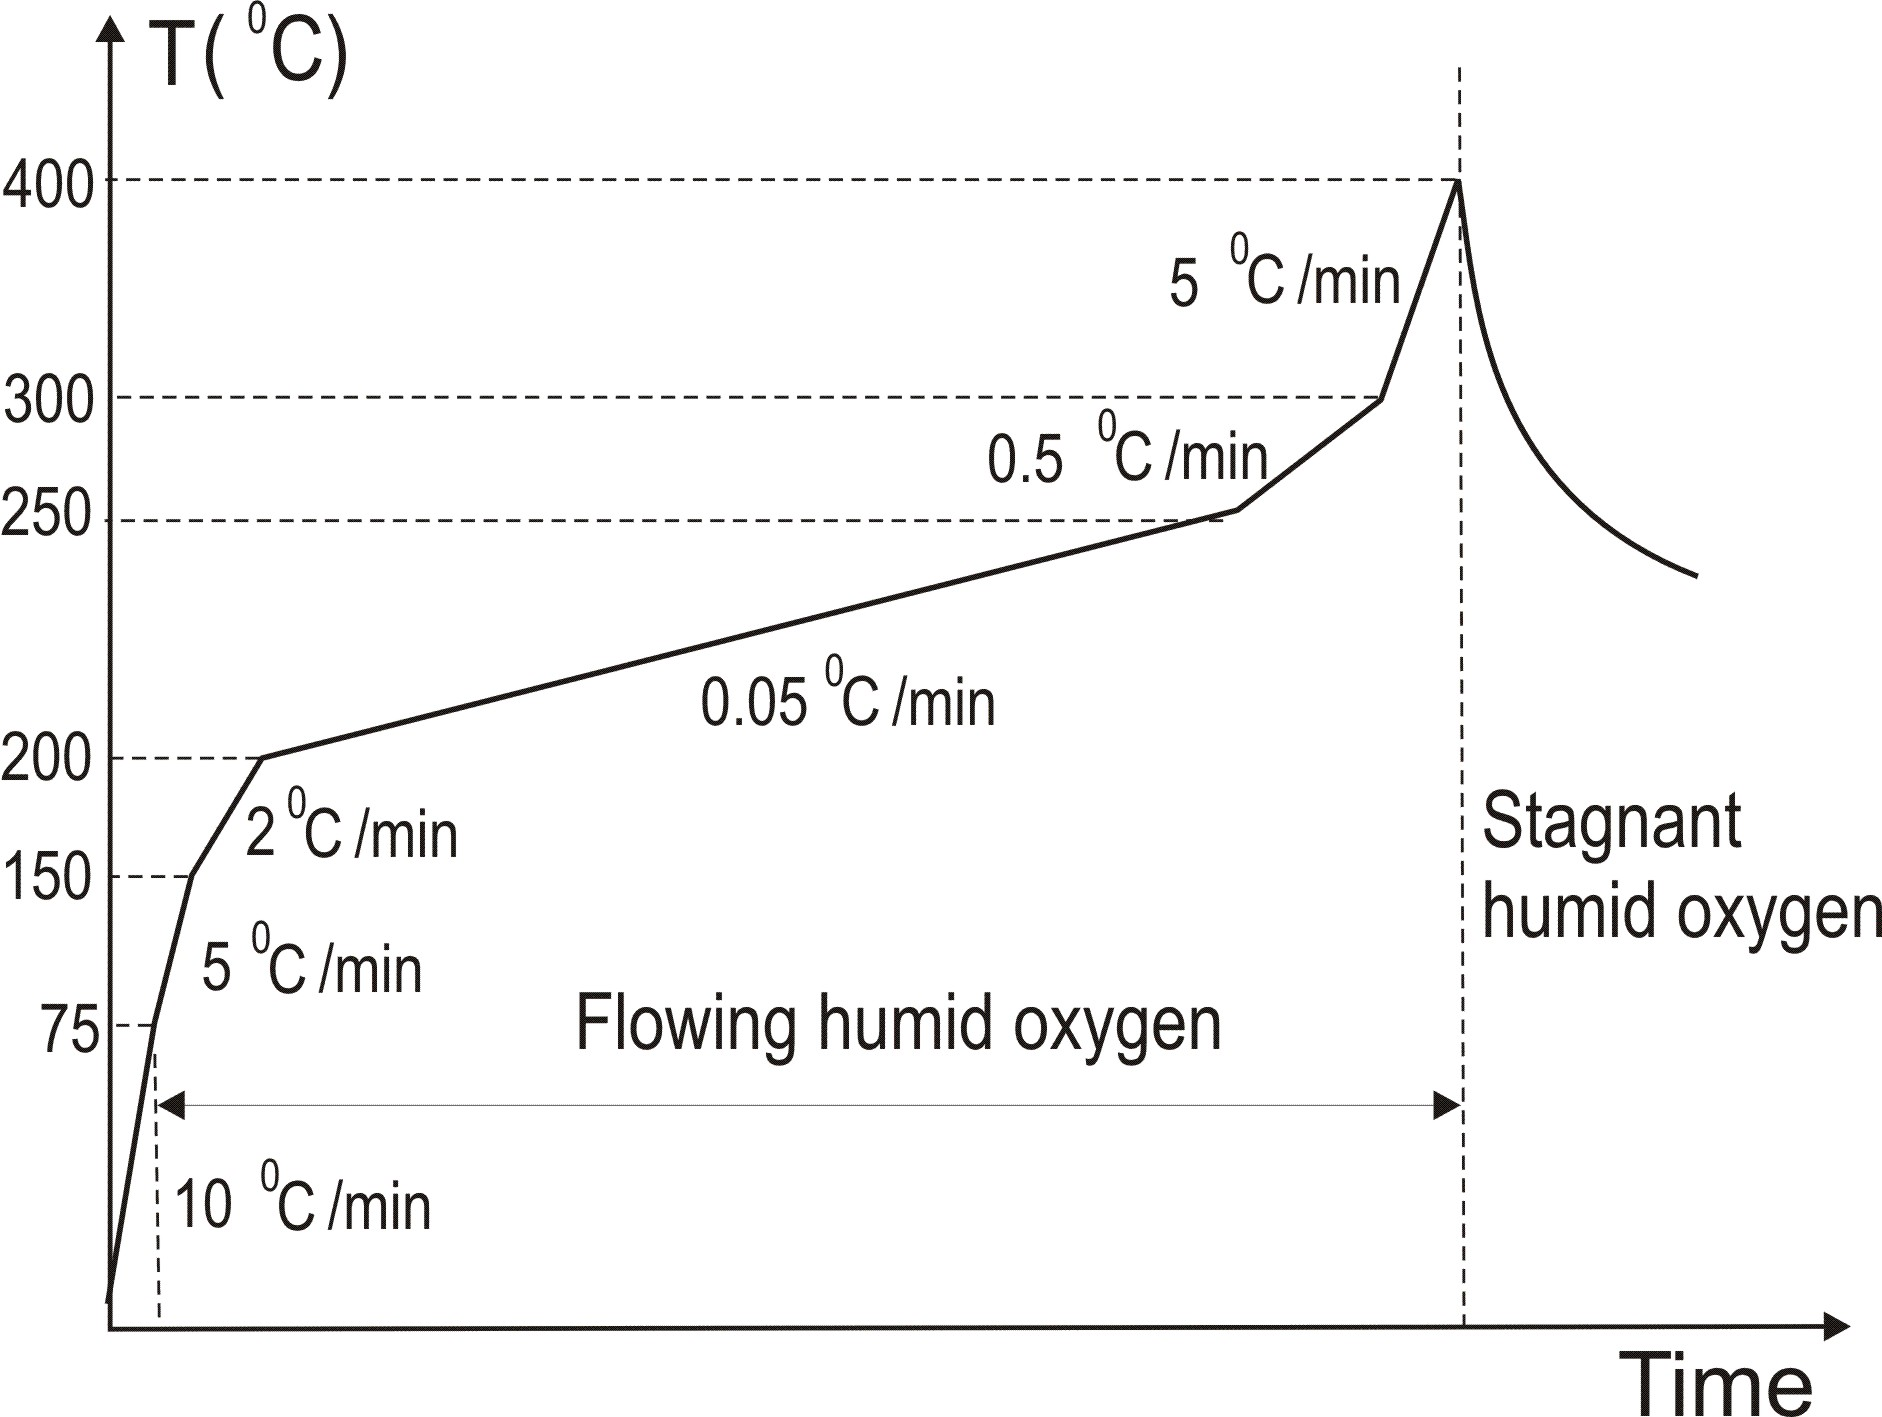 T( ⁰C)
400
5 ⁰C /min
300
0.5 ⁰C /min
250
0.05 ⁰C /min
200
2 ⁰C /min
Stagnant
humid oxygen
150
5 ⁰C /min
75
Flowing humid oxygen
10 ⁰C /min
Time